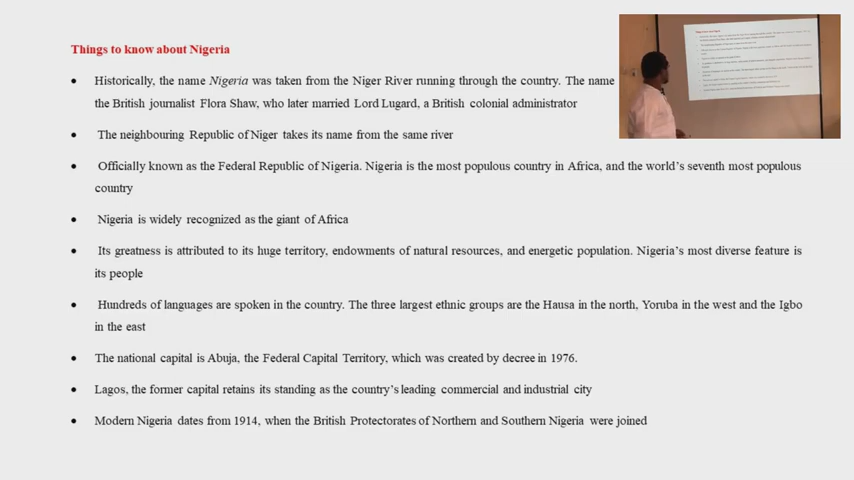 Things to know about Nigeria
• Historically, the name Nigeria was taken from the Niger River running through the country. The name
the British journalist Flora Shaw, who later married Lord Lugard, a British colonial administrator
• The neighbouring Republic of Niger takes its name from the same river
• Officially known as the Federal Republic of Nigeria. Nigeria is the most populous country in Africa, and the world's seventh most populous
country
• Nigeria is widely recognized as the giant of Africa
• Its greatness is attributed to its huge territory, endowments of natural resources, and energetic population. Nigeria's most diverse feature is
its people
• Hundreds of languages are spoken in the country. The three largest ethnic groups are the Hausa in the north, Yoruba in the west and the Igbo
in the east
• The national capital is Abuja, the Federal Capital Territory, which was created by decree in 1976.
• Lagos, the former capital retains its standing as the country's leading commercial and industrial city
• Modern Nigeria dates from 1914, when the British Protectorates of Northern and Southern Nigeria were joined